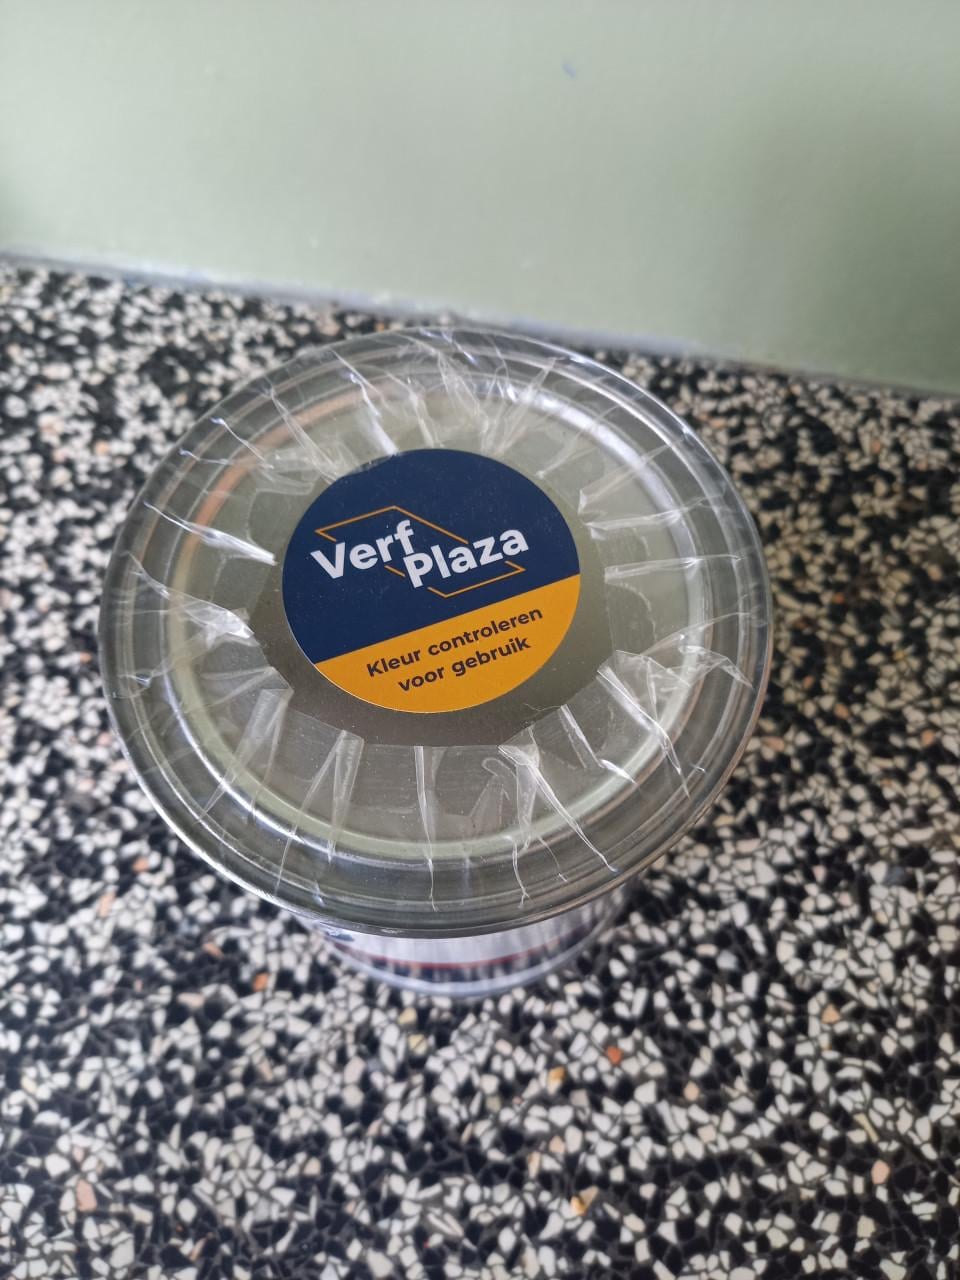 Verf
Plaza
Kleur controleren
voor gebruik